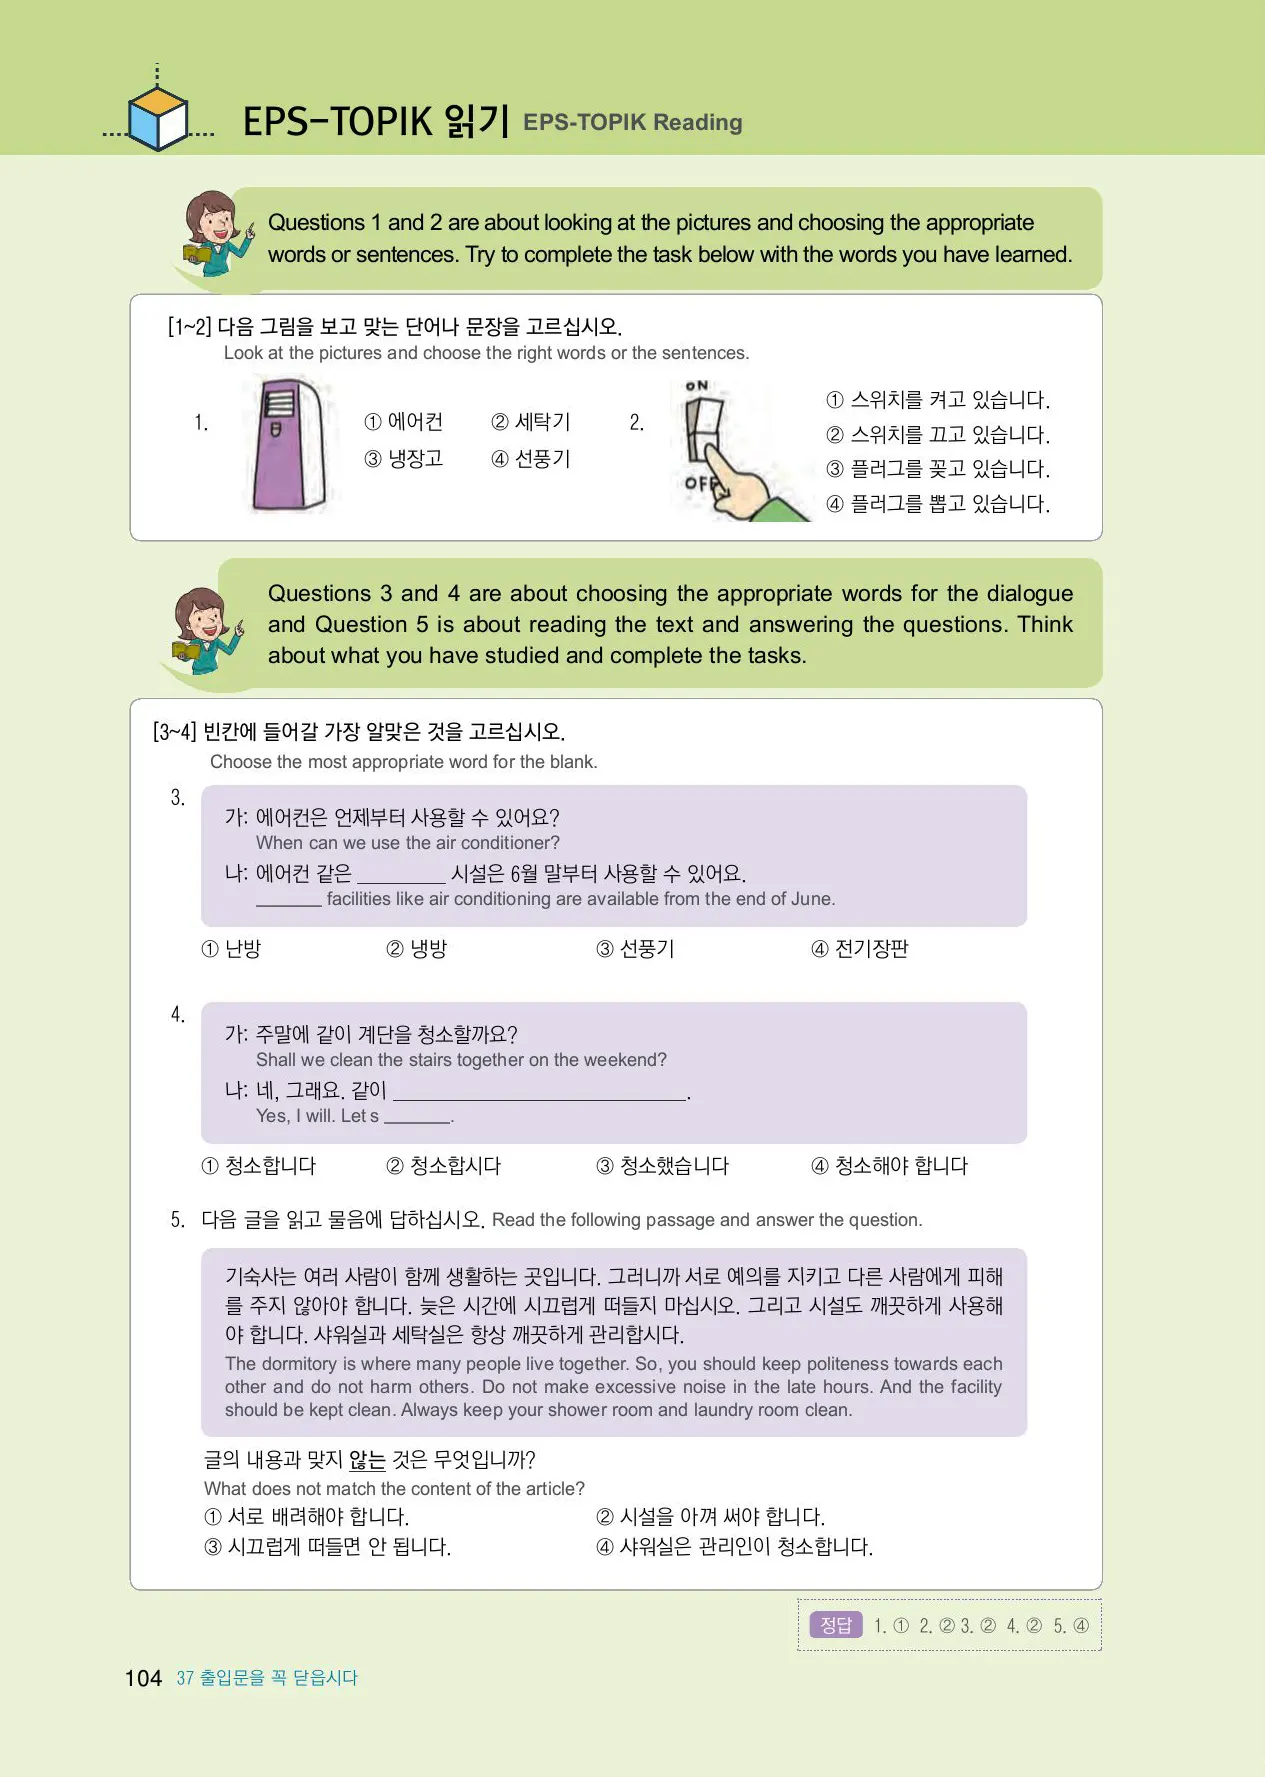 EPS-TOPIK 읽기 EPS-TOPIK Reading
Questions 1 and 2 are about looking at the pictures and choosing the appropriate
words or sentences. Try to complete the task below with the words you have learned.
[1~2] 다음 그림을 보고 맞는 단어나 문장을 고르십시오.
Look at the pictures and choose the right words or the sentences.
1.
① 에어컨 ② 세탁기
③ 냉장고 ④ 선풍기
2.
ON
OFF
① 스위치를 켜고 있습니다.
② 스위치를 끄고 있습니다.
③ 플러그를 꽂고 있습니다.
④ 플러그를 뽑고 있습니다.
Questions 3 and 4 are about choosing the appropriate words for the dialogue
and Question 5 is about reading the text and answering the questions. Think
about what you have studied and complete the tasks.
[3~4] 빈칸에 들어갈 가장 알맞은 것을 고르십시오.
Choose the most appropriate word for the blank.
3.
가: 에어컨은 언제부터 사용할 수 있어요?
When can we use the air conditioner?
나: 에어컨 같은 _________ 시설은 6월 말부터 사용할 수 있어요.
_______ facilities like air conditioning are available from the end of June.
① 난방 ② 냉방 ③ 선풍기 ④ 전기장판
4.
가: 주말에 같이 계단을 청소할까요?
Shall we clean the stairs together on the weekend?
나: 네, 그래요. 같이 ______________________________.
Yes, I will. Let s _______.
① 청소합니다 ② 청소합시다 ③ 청소했습니다 ④ 청소해야 합니다
5. 다음 글을 읽고 물음에 답하십시오. Read the following passage and answer the question.
기숙사는 여러 사람이 함께 생활하는 곳입니다. 그러니까 서로 예의를 지키고 다른 사람에게 피해
를 주지 않아야 합니다. 늦은 시간에 시끄럽게 떠들지 마십시오. 그리고 시설도 깨끗하게 사용해
야 합니다. 샤워실과 세탁실은 항상 깨끗하게 관리합시다.
The dormitory is where many people live together. So, you should keep politeness towards each
other and do not harm others. Do not make excessive noise in the late hours. And the facility
should be kept clean. Always keep your shower room and laundry room clean.
글의 내용과 맞지 않는 것은 무엇입니까?
What does not match the content of the article?
① 서로 배려해야 합니다. ② 시설을 아껴 써야 합니다.
③ 시끄럽게 떠들면 안 됩니다. ④ 샤워실은 관리인이 청소합니다.
정답 1. ① 2. ② 3. ② 4. ② 5. ④
104 37 출입문을 꼭 닫읍시다